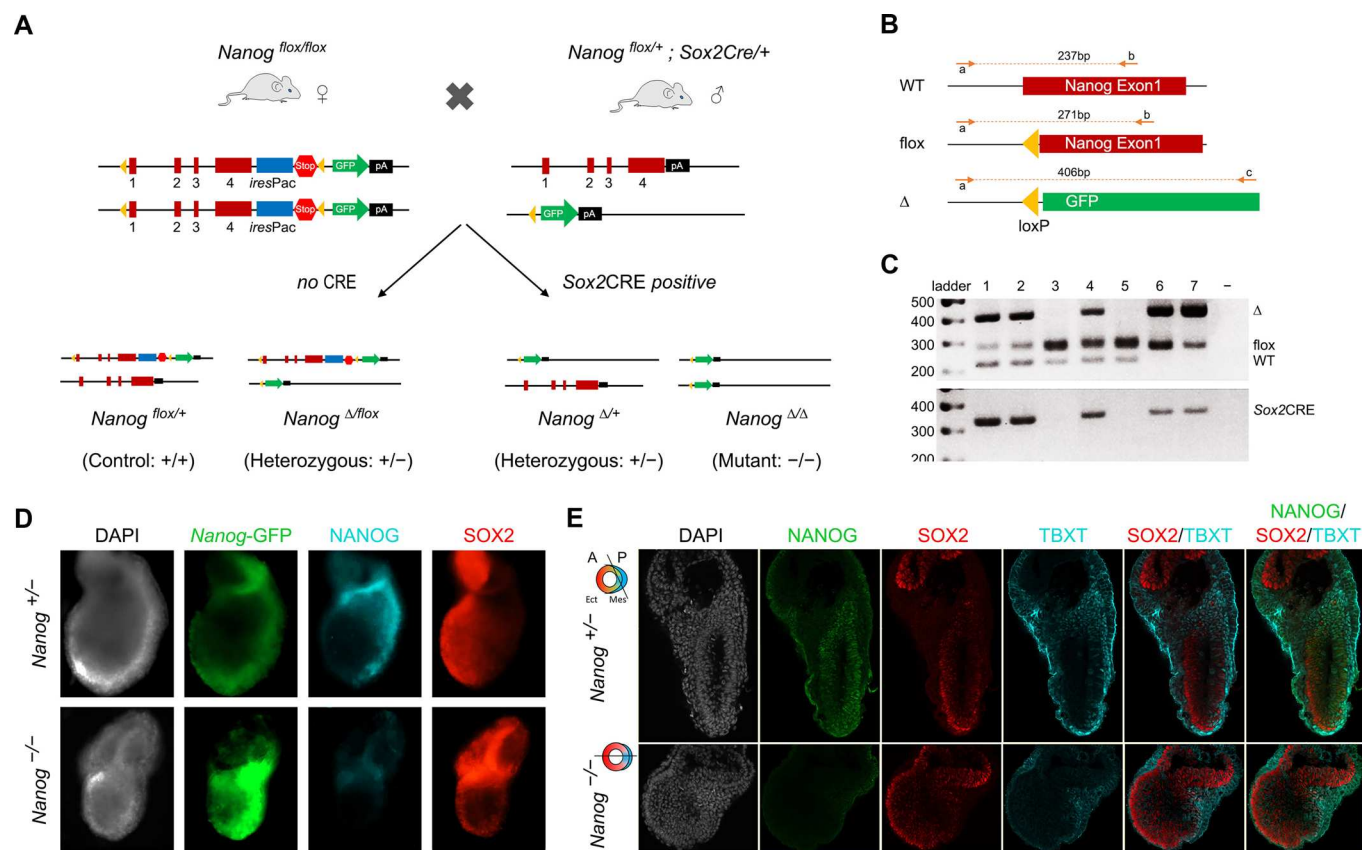 A
Nanog flox/flox
Nanog flox/+ ; Sox2Cre/+
♀
♂
Stop GFP pA
1 2 3 4 iresPac
Stop GFP pA
1 2 3 4 iresPac
pA
1 2 3 4
GFP pA
no CRE
Sox2CRE positive
Nanog flox/+
Nanog Δ/flox
Nanog Δ/+
Nanog Δ/Δ
(Control: +/+)
(Heterozygous: +/−)
(Heterozygous: +/−)
(Mutant: −/−)
B
237bp
a b
WT Nanog Exon1
271bp
a b
flox Nanog Exon1
406bp
a c
Δ GFP
loxP
C
ladder 1 2 3 4 5 6 7 −
500
400
300
200
Δ
flox
WT
400
300
200
Sox2CRE
D
DAPI Nanog-GFP NANOG SOX2
Nanog +/−
Nanog −/−
E
DAPI NANOG SOX2 TBXT SOX2/TBXT NANOG/
SOX2/TBXT
A P
Ect Mes
Nanog +/−
Nanog −/−